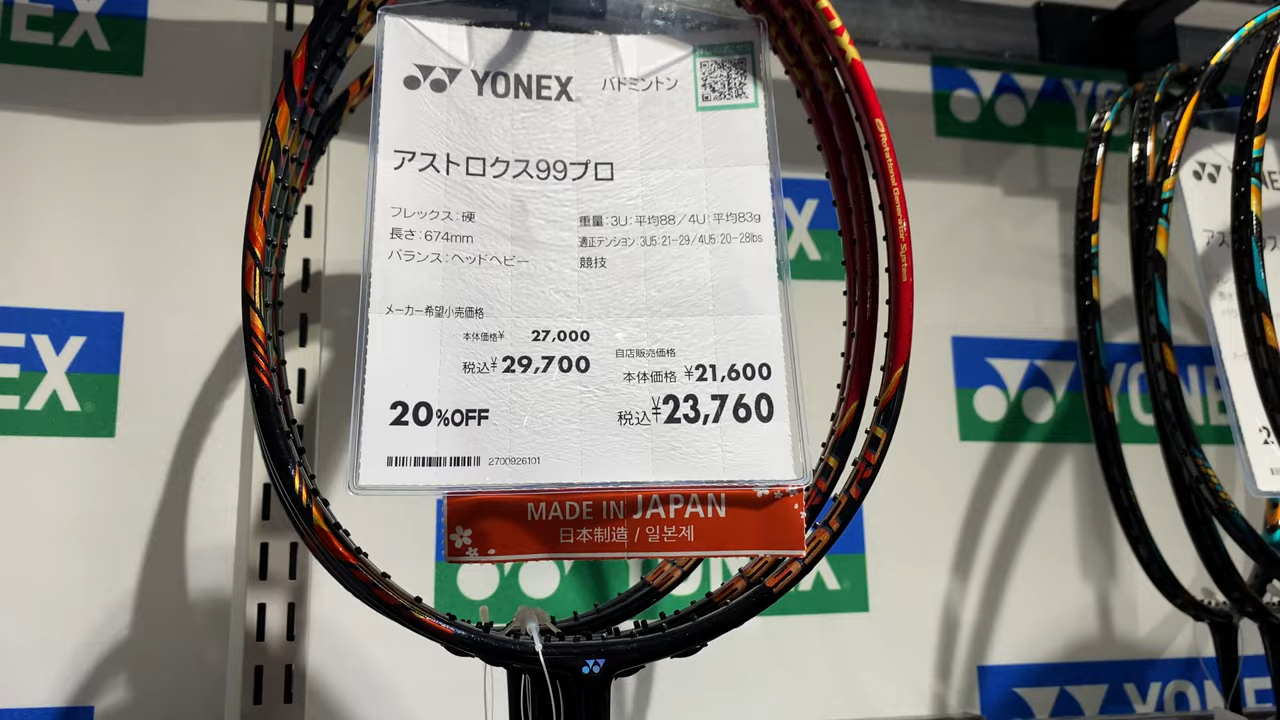 YONEX バドミントン
アストロクス99プロ
フレックス:硬
長さ:674mm
バランス:ヘッドヘビー
重量:3U:平均88/4U:平均83g
適正テンション:3U5:21-29/4U5:20-28lbs
競技
メーカー希望小売価格
本体価格¥ 27,000
税込¥29,700
自店販売価格
本体価格 ¥21,600
税込¥23,760
20%OFF
2700926101
MADE IN JAPAN
日本制造 / 일본제
Rotational Generator System
YONEX